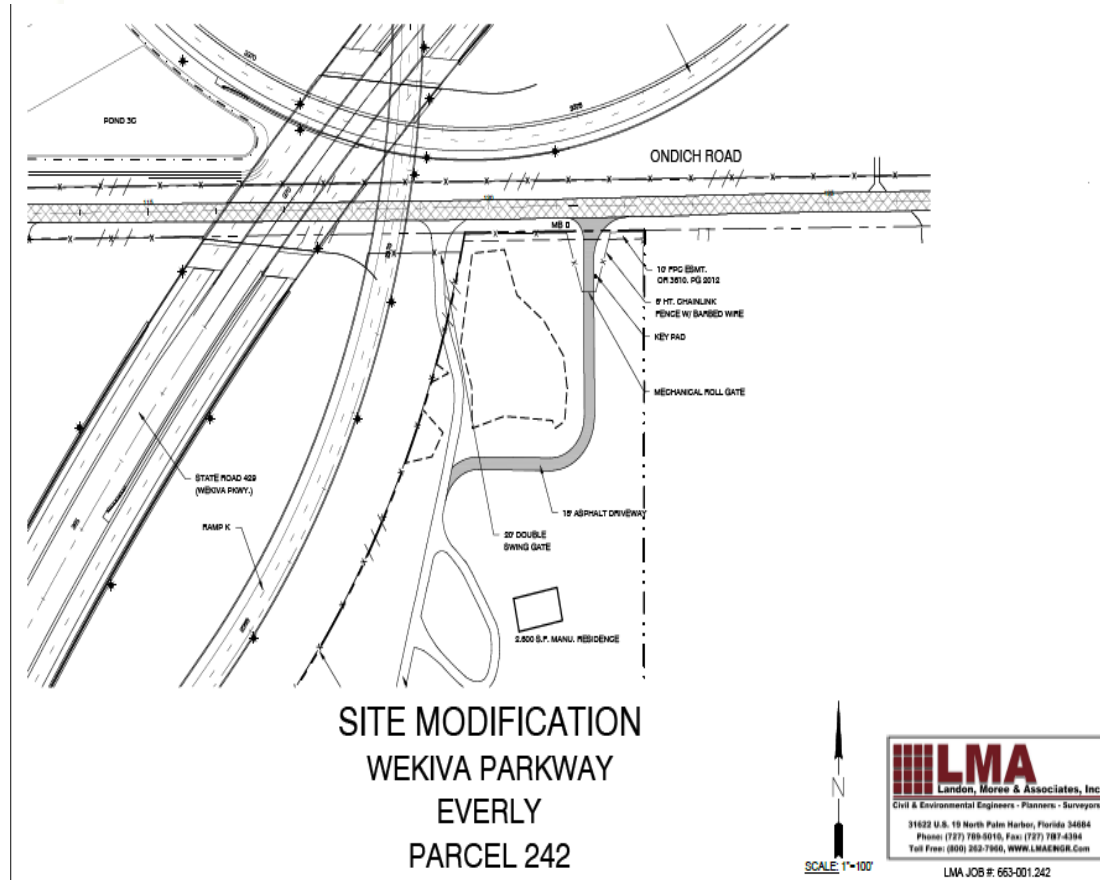 POND 3C
ONDICH ROAD
MB 0
10' FPC ESMT.
OR 3610, PG 2012
6' HT. CHAINLINK
FENCE W/ BARBED WIRE
KEY PAD
MECHANICAL ROLL GATE
STATE ROAD 429
(WEKIVA PKWY.)
15' ASPHALT DRIVEWAY
RAMP K
20' DOUBLE
SWING GATE
2,600 S.F. MANU. RESIDENCE
SITE MODIFICATION
WEKIVA PARKWAY
EVERLY
PARCEL 242
N
SCALE: 1"=100'
LMA
Landon, Moree & Associates, Inc
Civil & Environmental Engineers - Planners - Surveyors
31622 U.S. 19 North Palm Harbor, Florida 34684
Phone: (727) 789-5010, Fax: (727) 787-4394
Toll Free: (800) 262-7960, WWW.LMAENGR.Com
LMA JOB #: 663-001.242